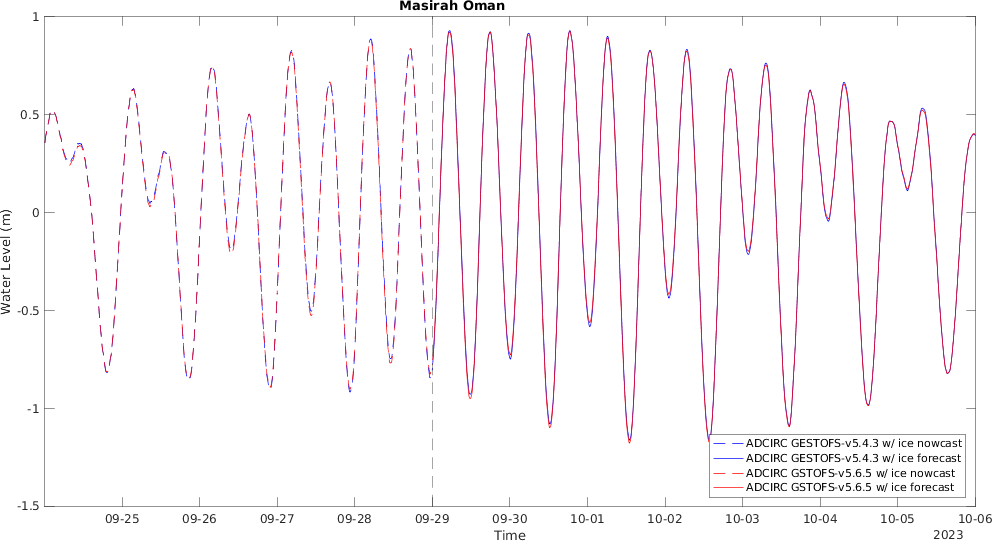 Masirah Oman
1
0.5
0
-0.5
-1
-1.5
Water Level (m)
ADCIRC GESTOFS-v5.4.3 w/ ice nowcast
ADCIRC GESTOFS-v5.4.3 w/ ice forecast
ADCIRC GSTOFS-v5.6.5 w/ ice nowcast
ADCIRC GSTOFS-v5.6.5 w/ ice forecast
09-25 09-26 09-27 09-28 09-29 09-30 10-01 10-02 10-03 10-04 10-05 10-06
Time
2023